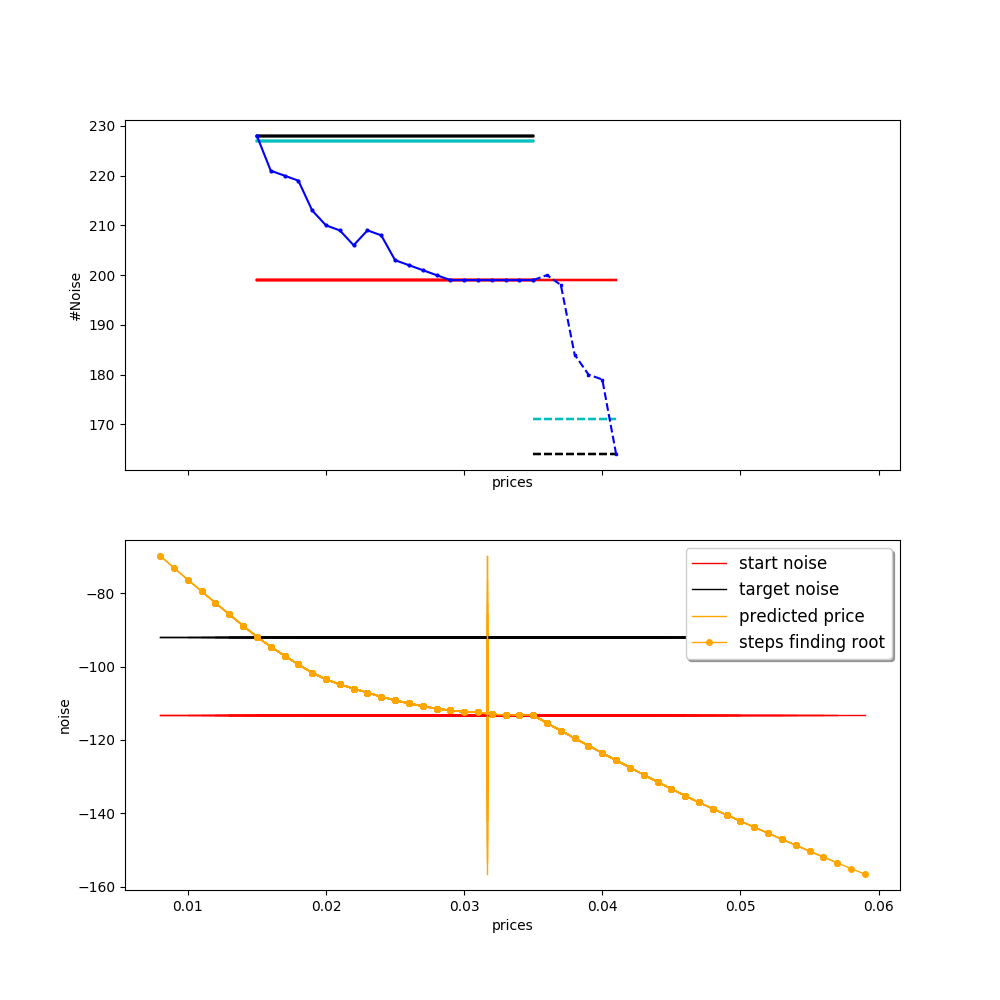 230
220
210
200
190
180
170
#Noise
prices
start noise
target noise
predicted price
steps finding root
−80
−100
−120
−140
−160
noise
0.01 0.02 0.03 0.04 0.05 0.06
prices